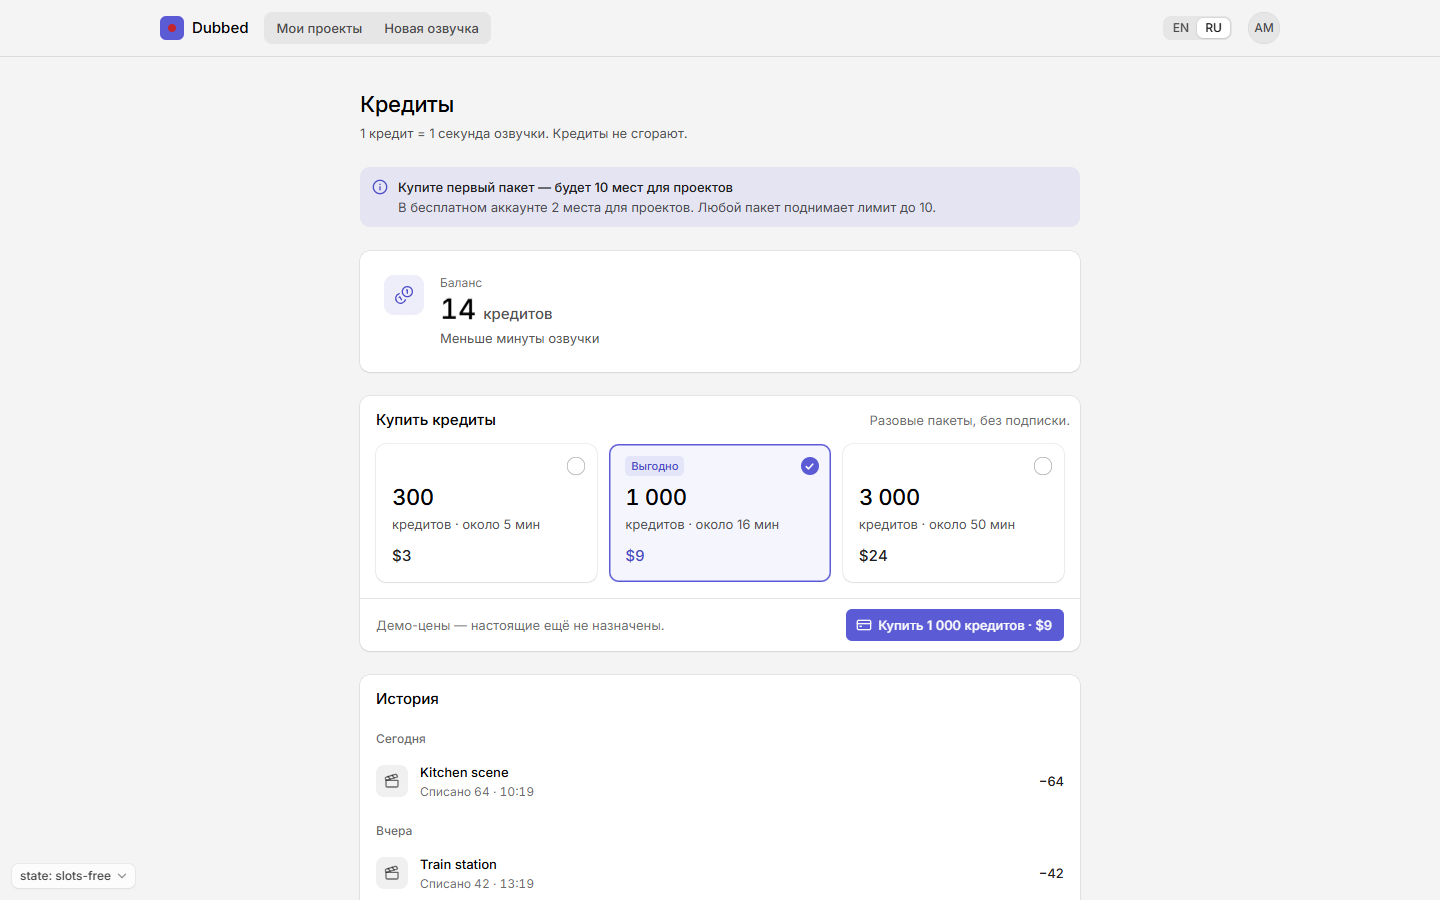 Dubbed
Мои проекты
Новая озвучка
EN
RU
AM
Кредиты
1 кредит = 1 секунда озвучки. Кредиты не сгорают.
Купите первый пакет — будет 10 мест для проектов
В бесплатном аккаунте 2 места для проектов. Любой пакет поднимает лимит до 10.
Баланс
14 кредитов
Меньше минуты озвучки
Купить кредиты
Разовые пакеты, без подписки.
300
кредитов · около 5 мин
$3
Выгодно
1 000
кредитов · около 16 мин
$9
3 000
кредитов · около 50 мин
$24
Демо-цены — настоящие ещё не назначены.
Купить 1 000 кредитов · $9
История
Сегодня
Kitchen scene
Списано 64 · 10:19
−64
Вчера
Train station
Списано 42 · 13:19
−42
state: slots-free